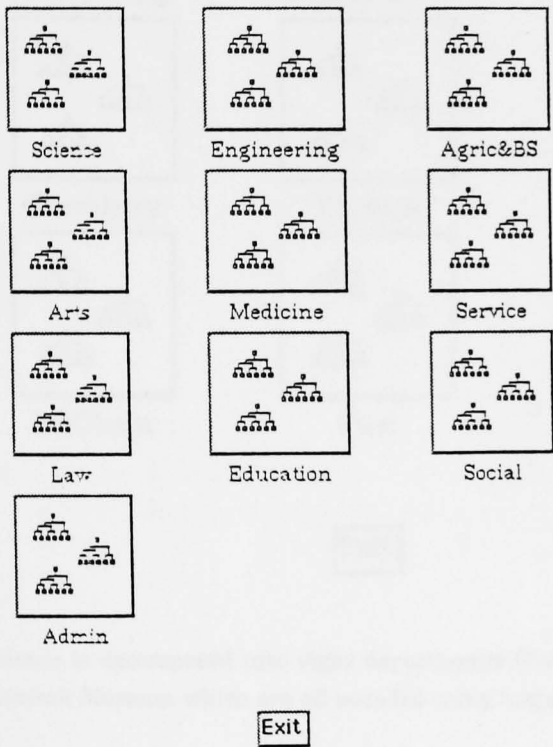 Science Engineering Agric&BS
Arts Medicine Service
Law Education Social
Admin
Exit